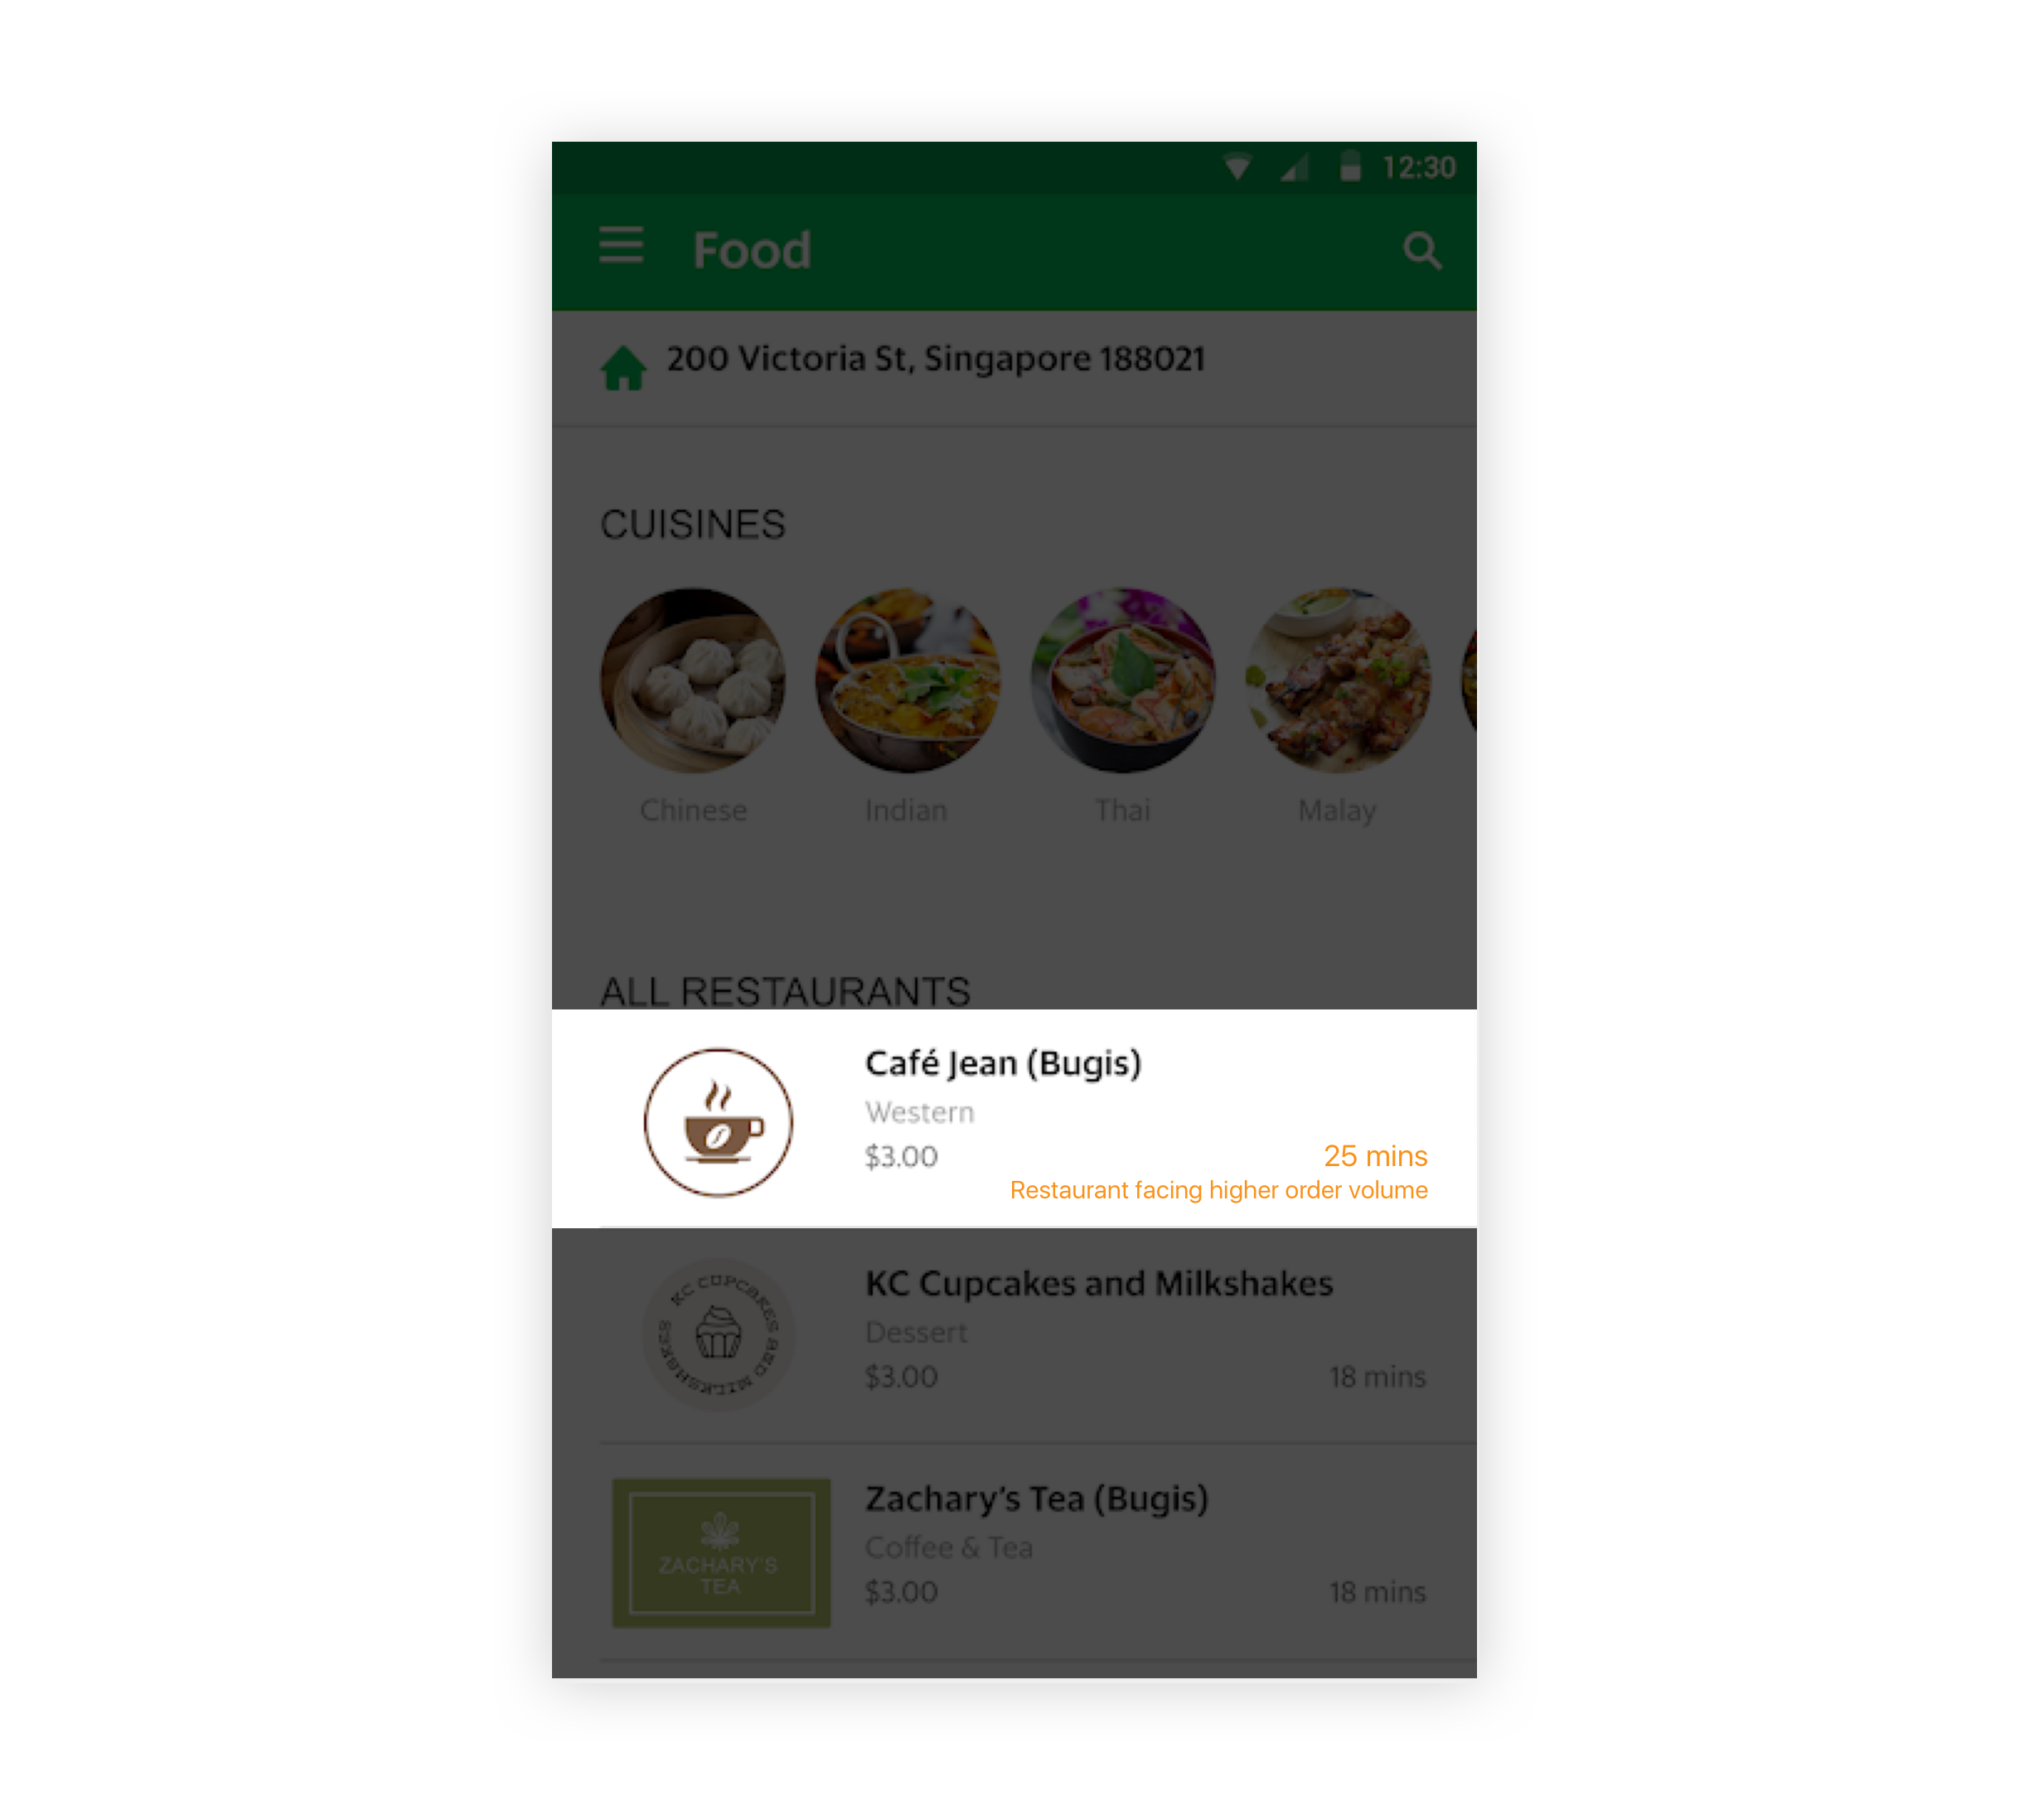 12:30
Food
200 Victoria St, Singapore 188021
CUISINES
Chinese
Indian
Thai
Malay
ALL RESTAURANTS
Café Jean (Bugis)
Western
$3.00
25 mins
Restaurant facing higher order volume
KC CUPCAKES AND MILKSHAKES
KC Cupcakes and Milkshakes
Dessert
$3.00
18 mins
ZACHARY'S
TEA
Zachary's Tea (Bugis)
Coffee & Tea
$3.00
18 mins